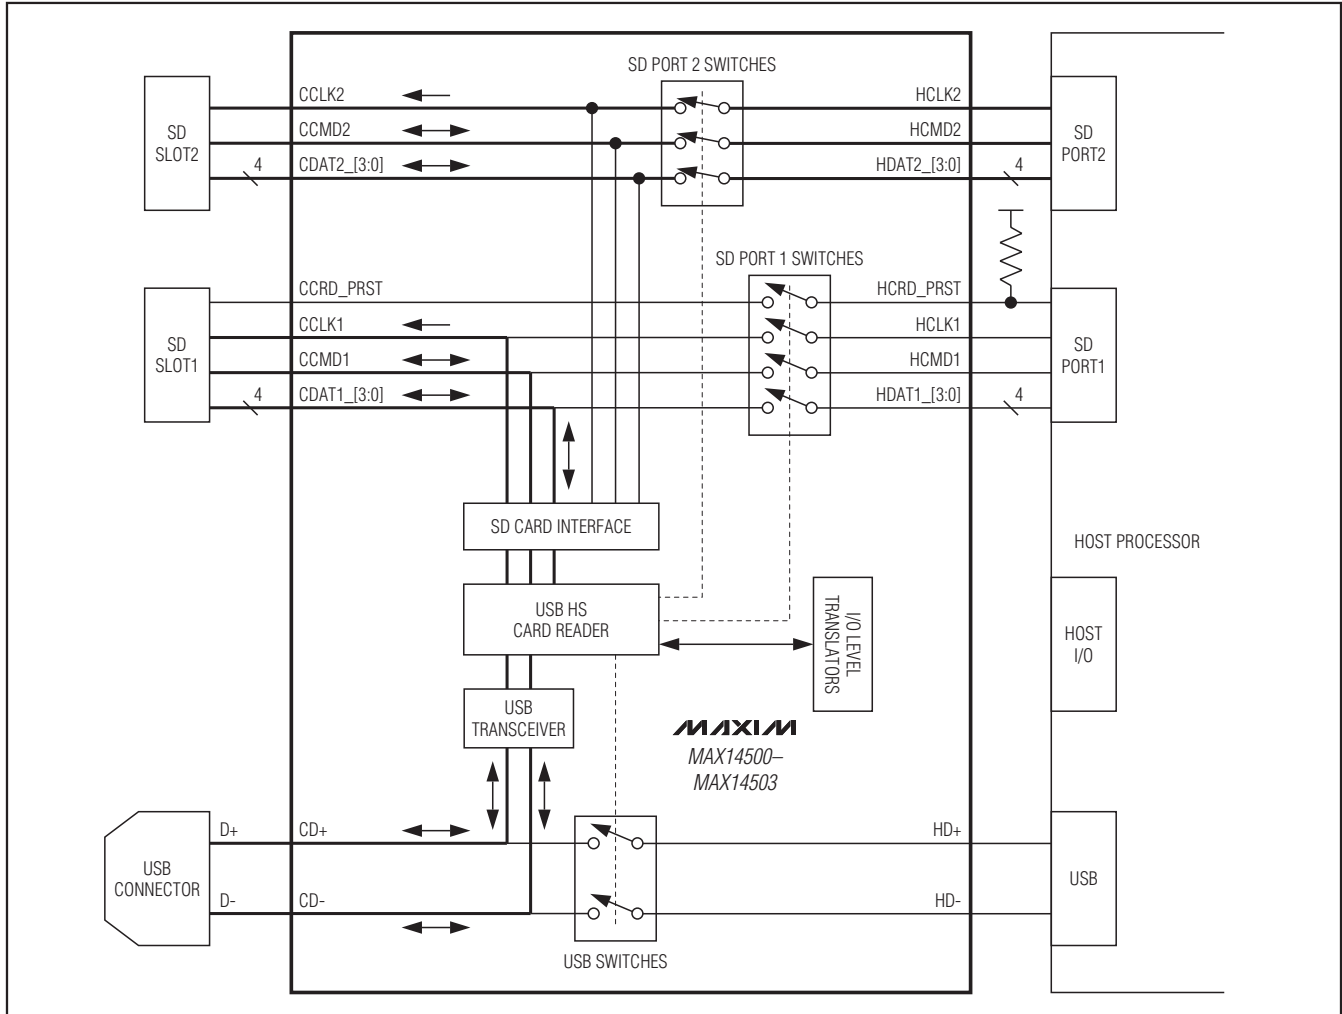 SD PORT 2 SWITCHES
CCLK2
HCLK2
CCMD2
HCMD2
SD
SLOT2
SD
PORT2
4
CDAT2_[3:0]
HDAT2_[3:0]
4
SD PORT 1 SWITCHES
CCRD_PRST
HCRD_PRST
CCLK1
HCLK1
SD
SLOT1
SD
PORT1
CCMD1
HCMD1
4
CDAT1_[3:0]
HDAT1_[3:0]
4
SD CARD INTERFACE
HOST PROCESSOR
USB HS
CARD READER
I/O LEVEL
TRANSLATORS
HOST
I/O
USB
TRANSCEIVER
MAXIM
MAX14500–
MAX14503
D+
CD+
HD+
USB
CONNECTOR
USB
D-
CD-
HD-
USB SWITCHES